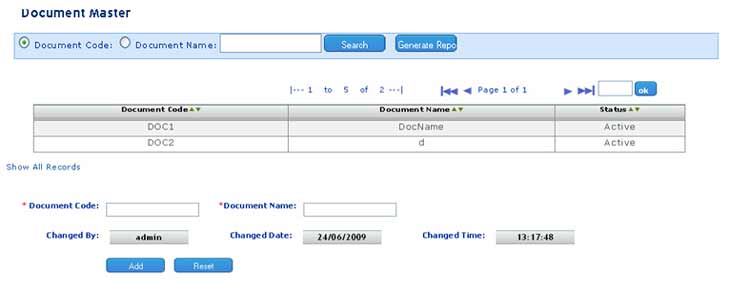 Document Master
Document Code: Document Name: Search Generate Repo
|--- 1 to 5 of 2 ---| Page 1 of 1 ok
Document Code Document Name Status
DOC1 DocName Active
DOC2 d Active
Show All Records
* Document Code: *Document Name:
Changed By: admin Changed Date: 24/06/2009 Changed Time: 13:17:48
Add Reset